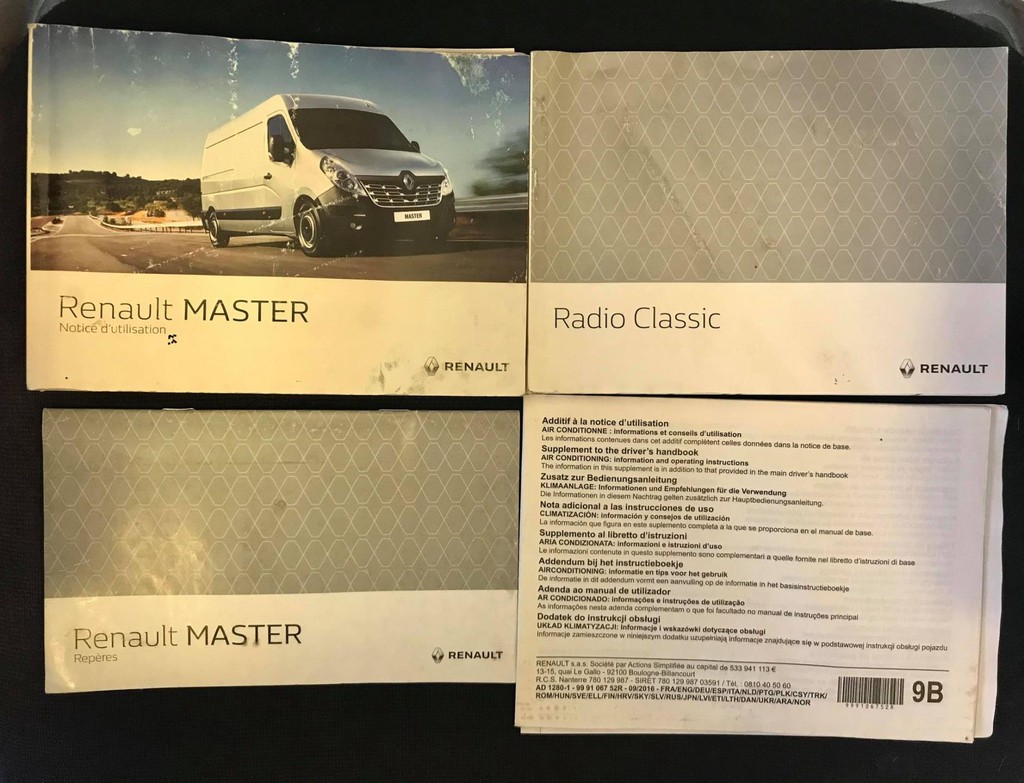 MASTER
Renault MASTER
Notice d'utilisation
RENAULT
Radio Classic
RENAULT
Renault MASTER
Repères
RENAULT
Additif à la notice d'utilisation
AIR CONDITIONNE : informations et conseils d'utilisation
Les informations contenues dans cet additif complètent celles données dans la notice de base.
Supplement to the driver's handbook
AIR CONDITIONING: information and operating instructions
The information in this supplement is in addition to that provided in the main driver's handbook
Zusatz zur Bedienungsanleitung
KLIMAANLAGE: Informationen und Empfehlungen für die Verwendung
Die Informationen in diesem Nachtrag gelten zusätzlich zur Hauptbedienungsanleitung.
Nota adicional a las instrucciones de uso
CLIMATIZACIÓN: información y consejos de utilización
La información que figura en este suplemento completa a la que se proporciona en el manual de base.
Supplemento al libretto d'istruzioni
ARIA CONDIZIONATA: informazioni e istruzioni d'uso
Le informazioni contenute in questo supplemento sono complementari a quelle fornite nel libretto d'istruzioni di base
Addendum bij het instructieboekje
AIRCONDITIONING: informatie en tips voor het gebruik
De informatie in dit addendum vormt een aanvulling op de informatie in het basisinstructieboekje
Adenda ao manual de utilizador
AR CONDICIONADO: informações e instruções de utilização
As informações nesta adenda complementam o que foi facultado no manual de instruções principal
Dodatek do instrukcji obsługi
UKŁAD KLIMATYZACJI: Informacje i wskazówki dotyczące obsługi
Informacje zamieszczone w niniejszym dodatku uzupełniają informacje znajdujące się w podstawowej instrukcji obsługi pojazdu
RENAULT s.a.s. Société par Actions Simplifiée au capital de 533 941 113 €
13-15, quai Le Gallo - 92100 Boulogne-Billancourt
R.C.S. Nanterre 780 129 987 - SIRET 780 129 987 03591 / Tél. : 0810 40 50 60
AD 1280-1 - 99 91 067 52R - 09/2016 - FRA/ENG/DEU/ESP/ITA/NLD/PTG/PLK/CSY/TRK/
ROM/HUN/SVE/ELL/FIN/HRV/SKY/SLV/RUS/JPN/LVI/ETI/LTH/DAN/UKR/ARA/NOR
999106752R
9B